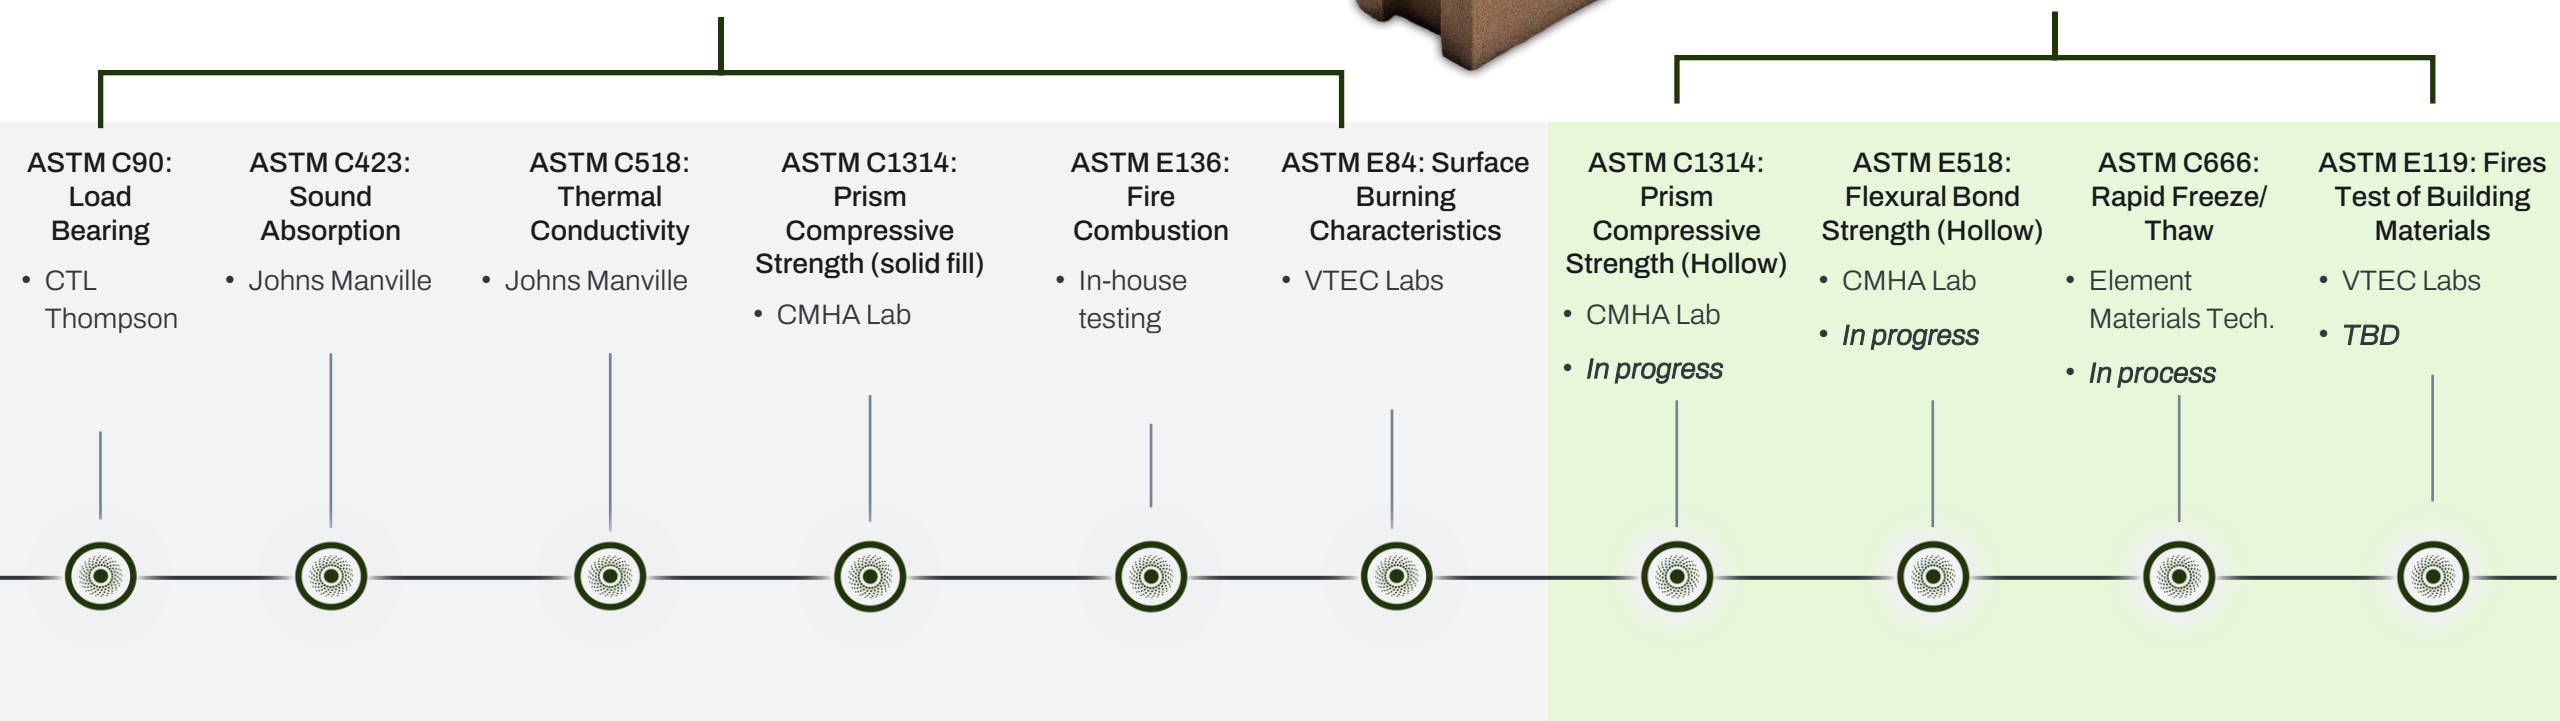 ASTM C90:
Load
Bearing
• CTL
Thompson
ASTM C423:
Sound
Absorption
• Johns Manville
ASTM C518:
Thermal
Conductivity
• Johns Manville
ASTM C1314:
Prism
Compressive
Strength (solid fill)
• CMHA Lab
ASTM E136:
Fire
Combustion
• In-house
testing
ASTM E84: Surface
Burning
Characteristics
• VTEC Labs
ASTM C1314:
Prism
Compressive
Strength (Hollow)
• CMHA Lab
• In progress
ASTM E518:
Flexural Bond
Strength (Hollow)
• CMHA Lab
• In progress
ASTM C666:
Rapid Freeze/
Thaw
• Element
Materials Tech.
• In process
ASTM E119: Fires
Test of Building
Materials
• VTEC Labs
• TBD